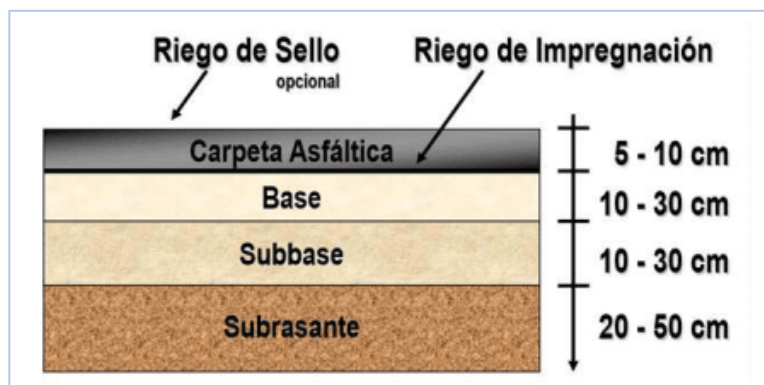 Riego de Sello
opcional
Riego de Impregnación
Carpeta Asfáltica
5 - 10 cm
Base
10 - 30 cm
Subbase
10 - 30 cm
Subrasante
20 - 50 cm